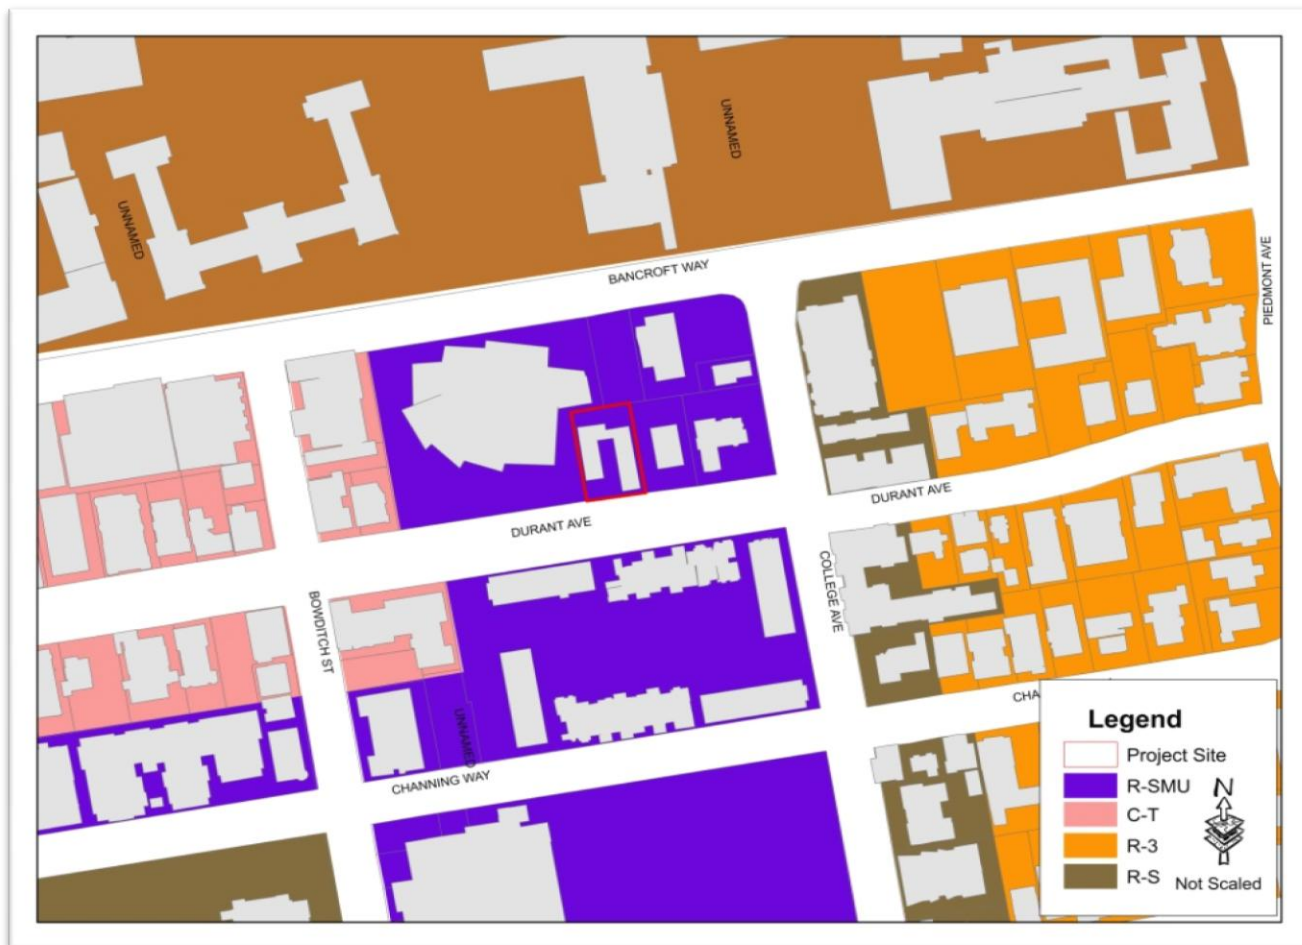 UNNAMED
UNNAMED
BANCROFT WAY
PIEDMONT AVE
DURANT AVE
DURANT AVE
BOWDITCH ST
COLLEGE AVE
UNNAMED
CHANNING WAY
CHA
Legend
Project Site
R-SMU
C-T
R-3
R-S
N
Not Scaled